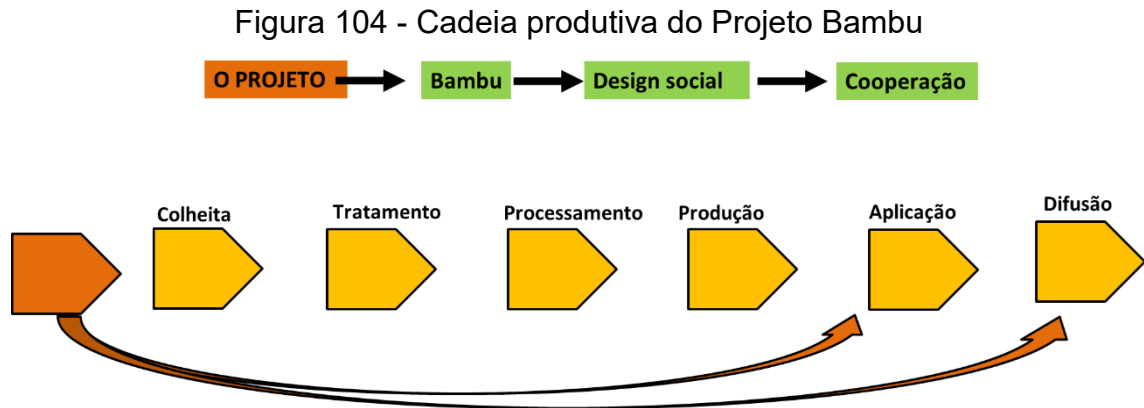 Figura 104 - Cadeia produtiva do Projeto Bambu
O PROJETO Bambu Design social Cooperação
Colheita Tratamento Processamento Produção Aplicação Difusão